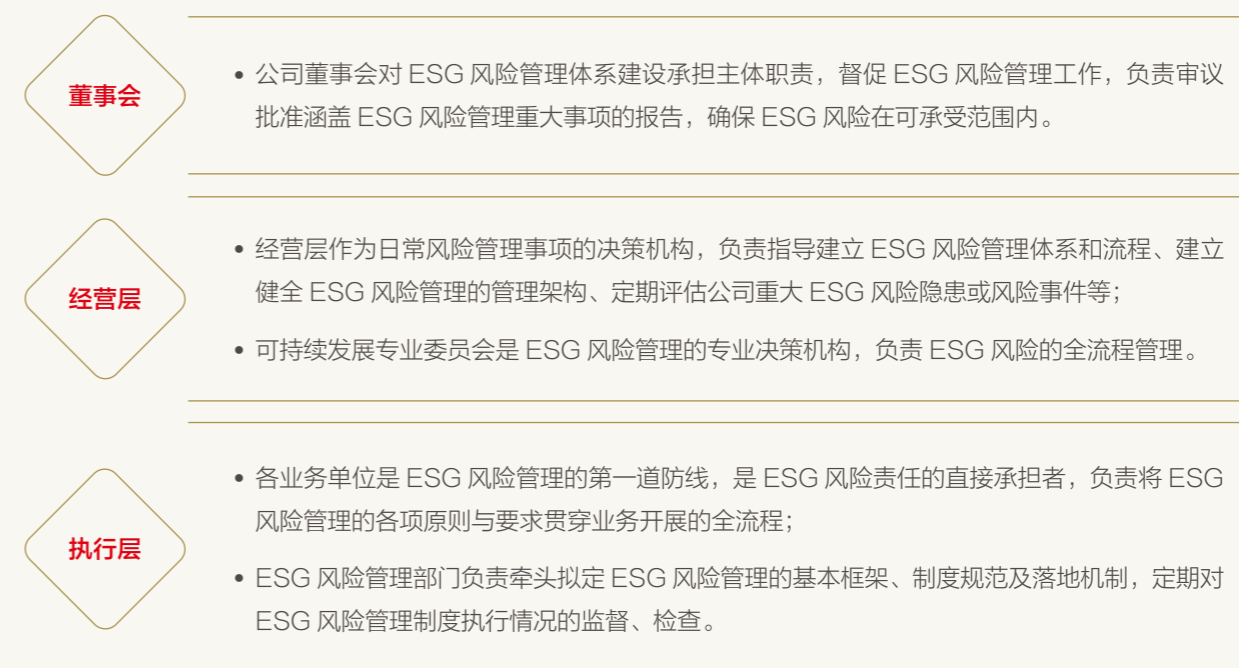 董事会
• 公司董事会对 ESG 风险管理体系建设承担主体职责，督促 ESG 风险管理工作，负责审议
批准涵盖 ESG 风险管理重大事项的报告，确保 ESG 风险在可承受范围内。
经营层
• 经营层作为日常风险管理事项的决策机构，负责指导建立 ESG 风险管理体系和流程、建立
健全 ESG 风险管理的管理架构、定期评估公司重大 ESG 风险隐患或风险事件等；
• 可持续发展专业委员会是 ESG 风险管理的专业决策机构，负责 ESG 风险的全流程管理。
执行层
• 各业务单位是 ESG 风险管理的第一道防线，是 ESG 风险责任的直接承担者，负责将 ESG
风险管理的各项原则与要求贯穿业务开展的全流程；
• ESG 风险管理部门负责牵头拟定 ESG 风险管理的基本框架、制度规范及落地机制，定期对
ESG 风险管理制度执行情况的监督、检查。